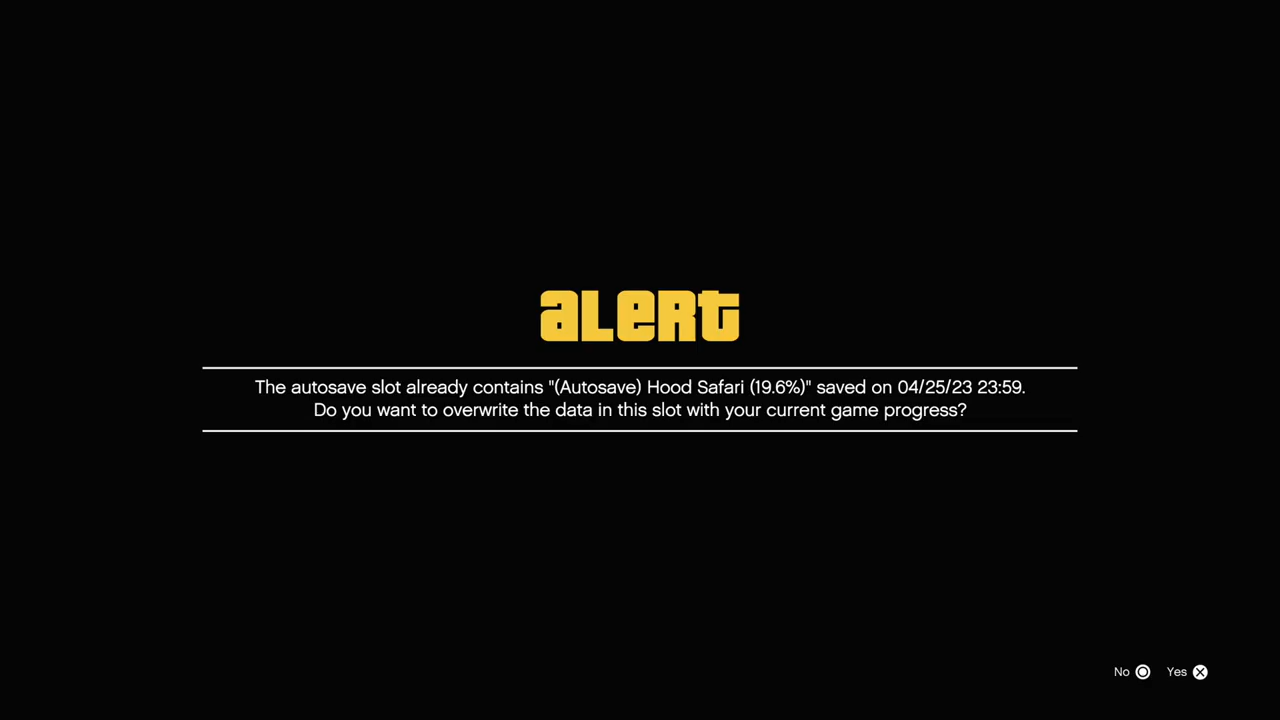 aLeRt
The autosave slot already contains "(Autosave) Hood Safari (19.6%)" saved on 04/25/23 23:59.
Do you want to overwrite the data in this slot with your current game progress?
No Yes